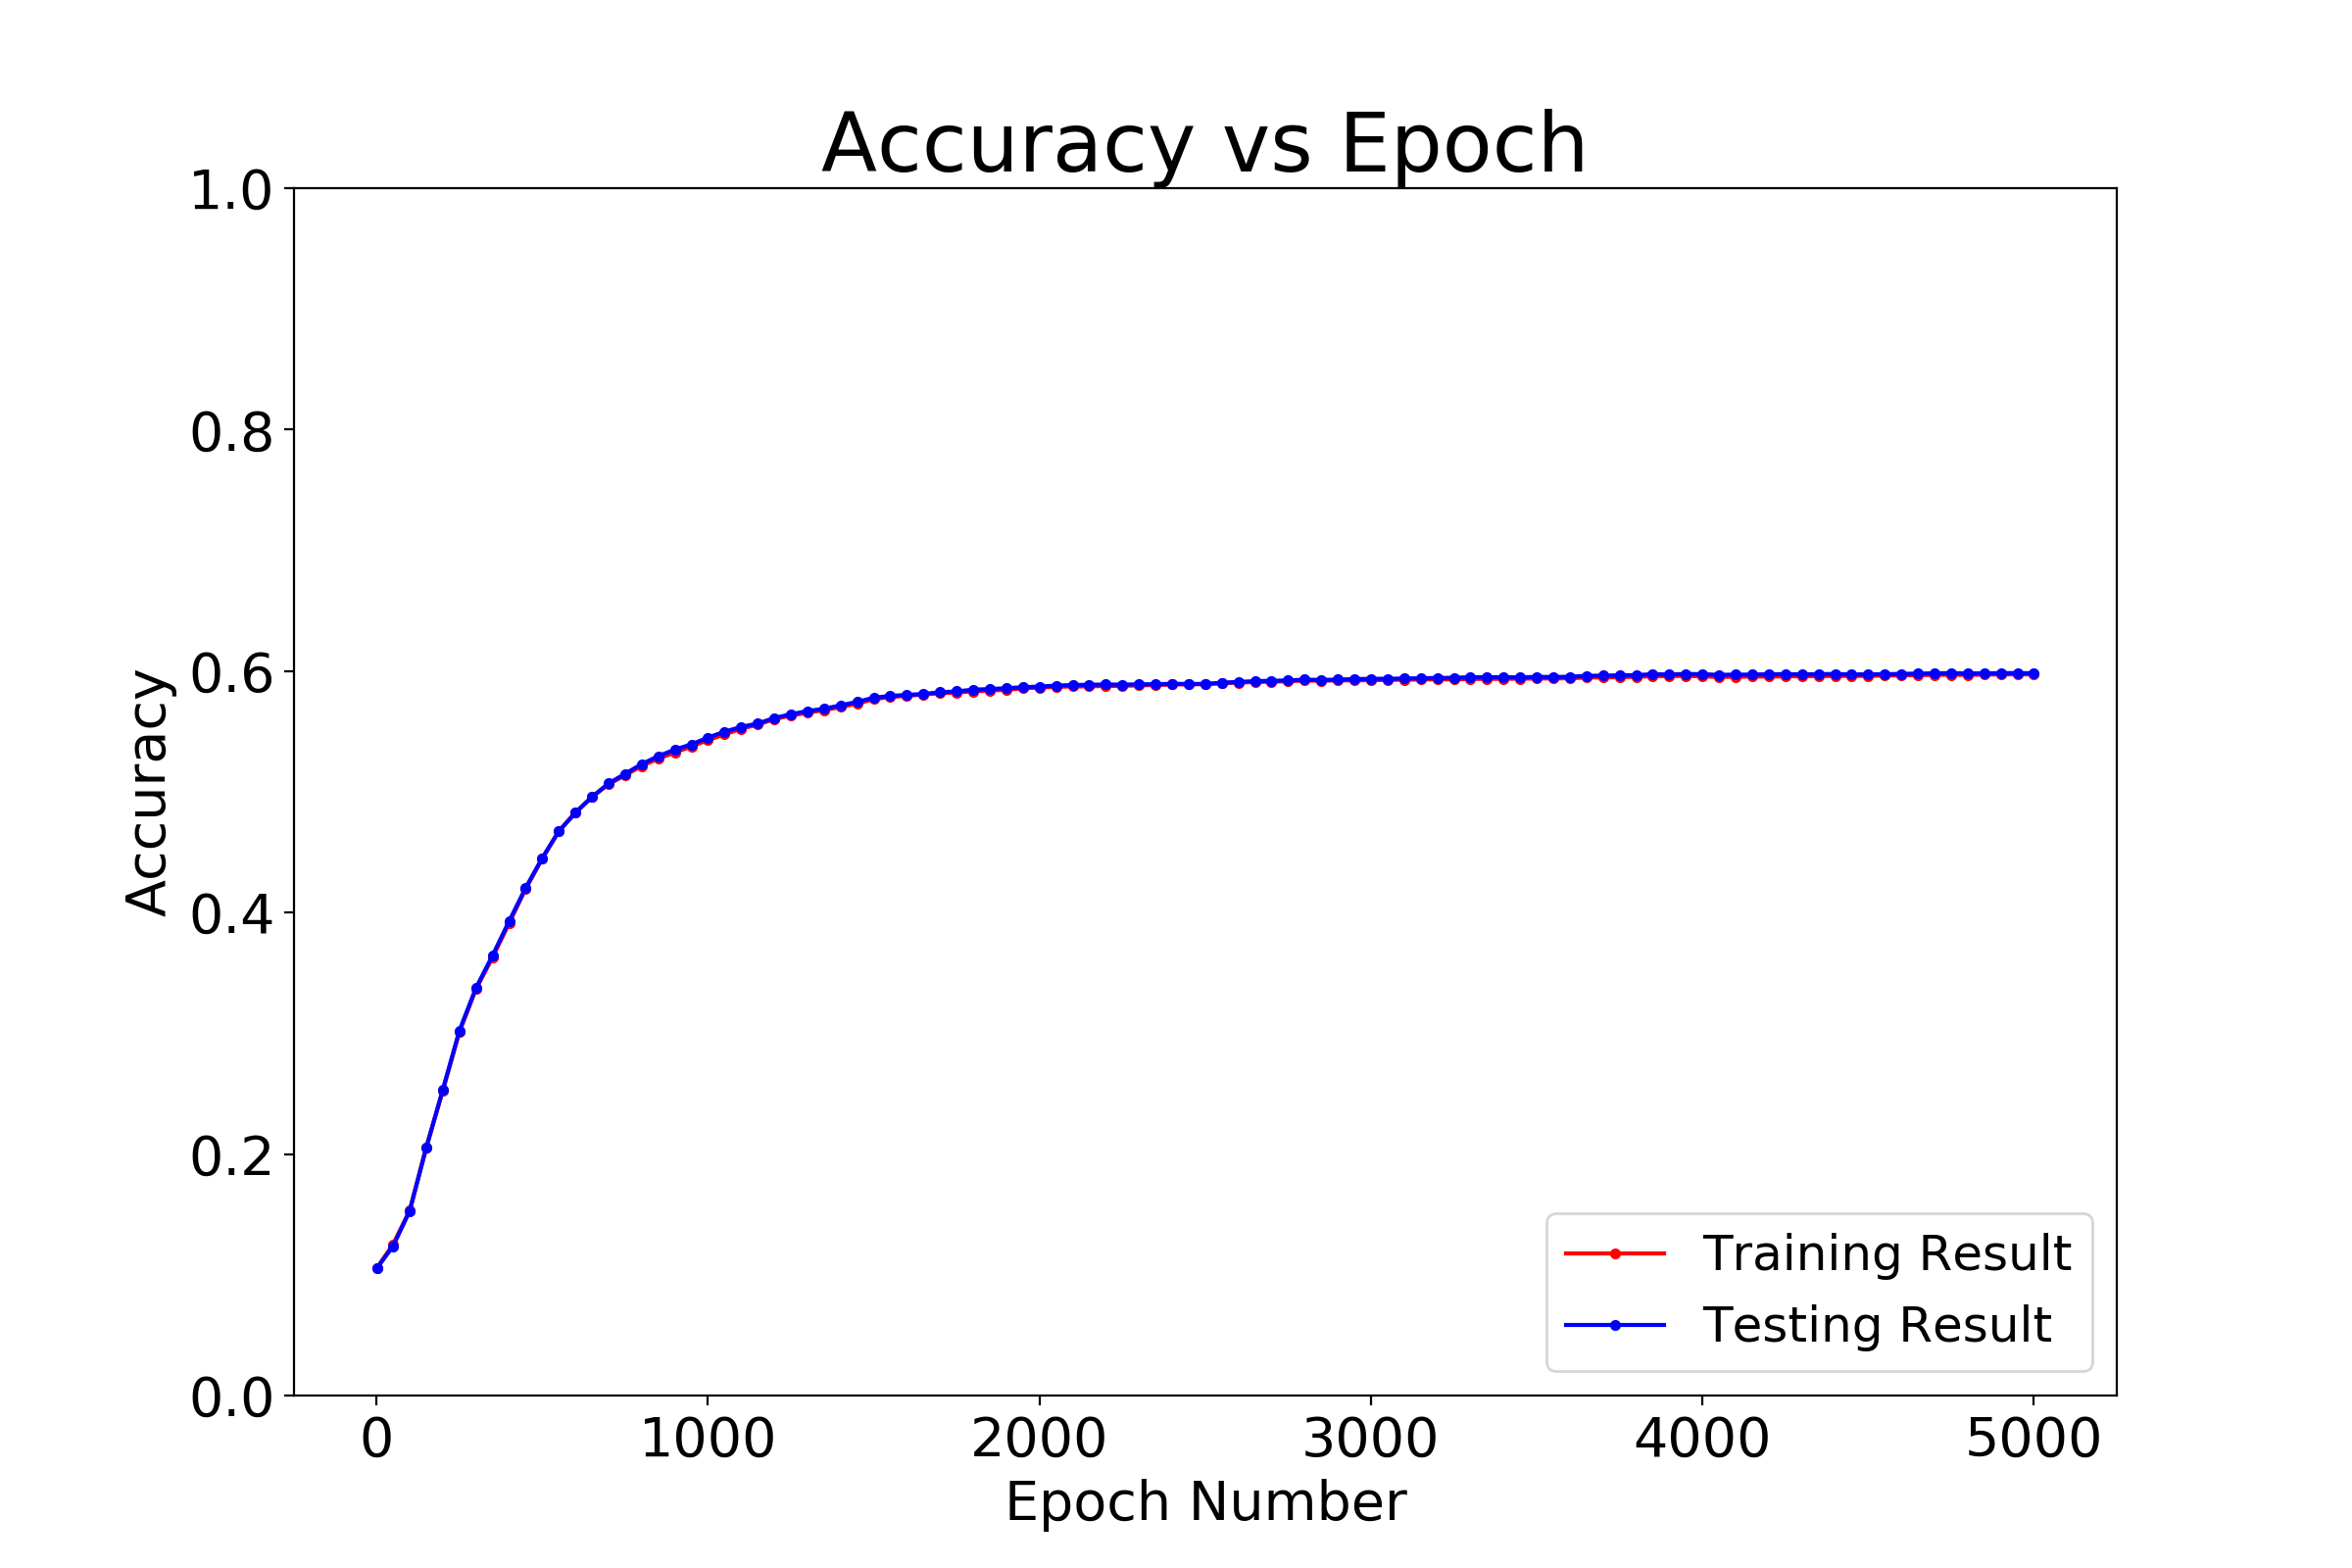 Accuracy vs Epoch
1.0
0.8
0.6
0.4
0.2
0.0
Accuracy
0 1000 2000 3000 4000 5000
Epoch Number
Training Result
Testing Result